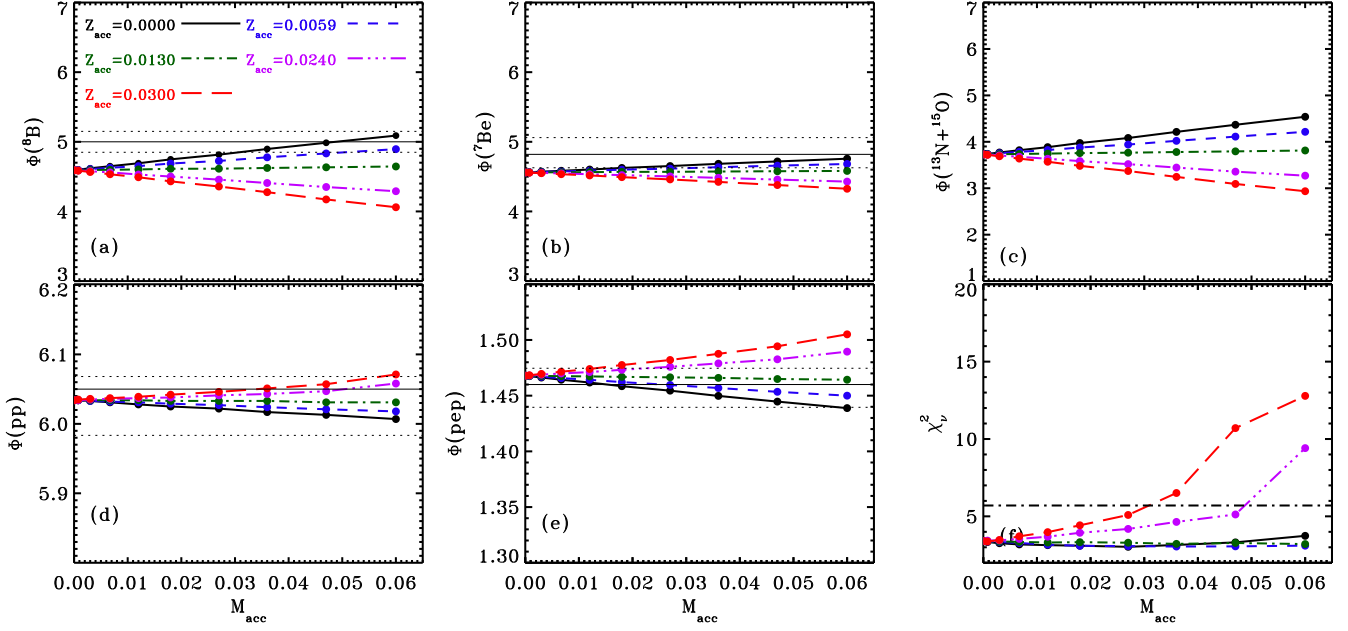 7
6
5
4
3
Φ(⁸B)
Z_acc=0.0000
Z_acc=0.0059
Z_acc=0.0130
Z_acc=0.0240
Z_acc=0.0300
(a)
7
6
5
4
3
Φ(⁷Be)
(b)
7
6
5
4
3
2
1
Φ(¹³N+¹⁵O)
(c)
6.2
6.1
6.0
5.9
Φ(pp)
(d)
0.00 0.01 0.02 0.03 0.04 0.05 0.06
M_acc
1.50
1.45
1.40
1.35
1.30
Φ(pep)
(e)
0.00 0.01 0.02 0.03 0.04 0.05 0.06
M_acc
20
15
10
5
χ²_ν
(f)
0.00 0.01 0.02 0.03 0.04 0.05 0.06
M_acc